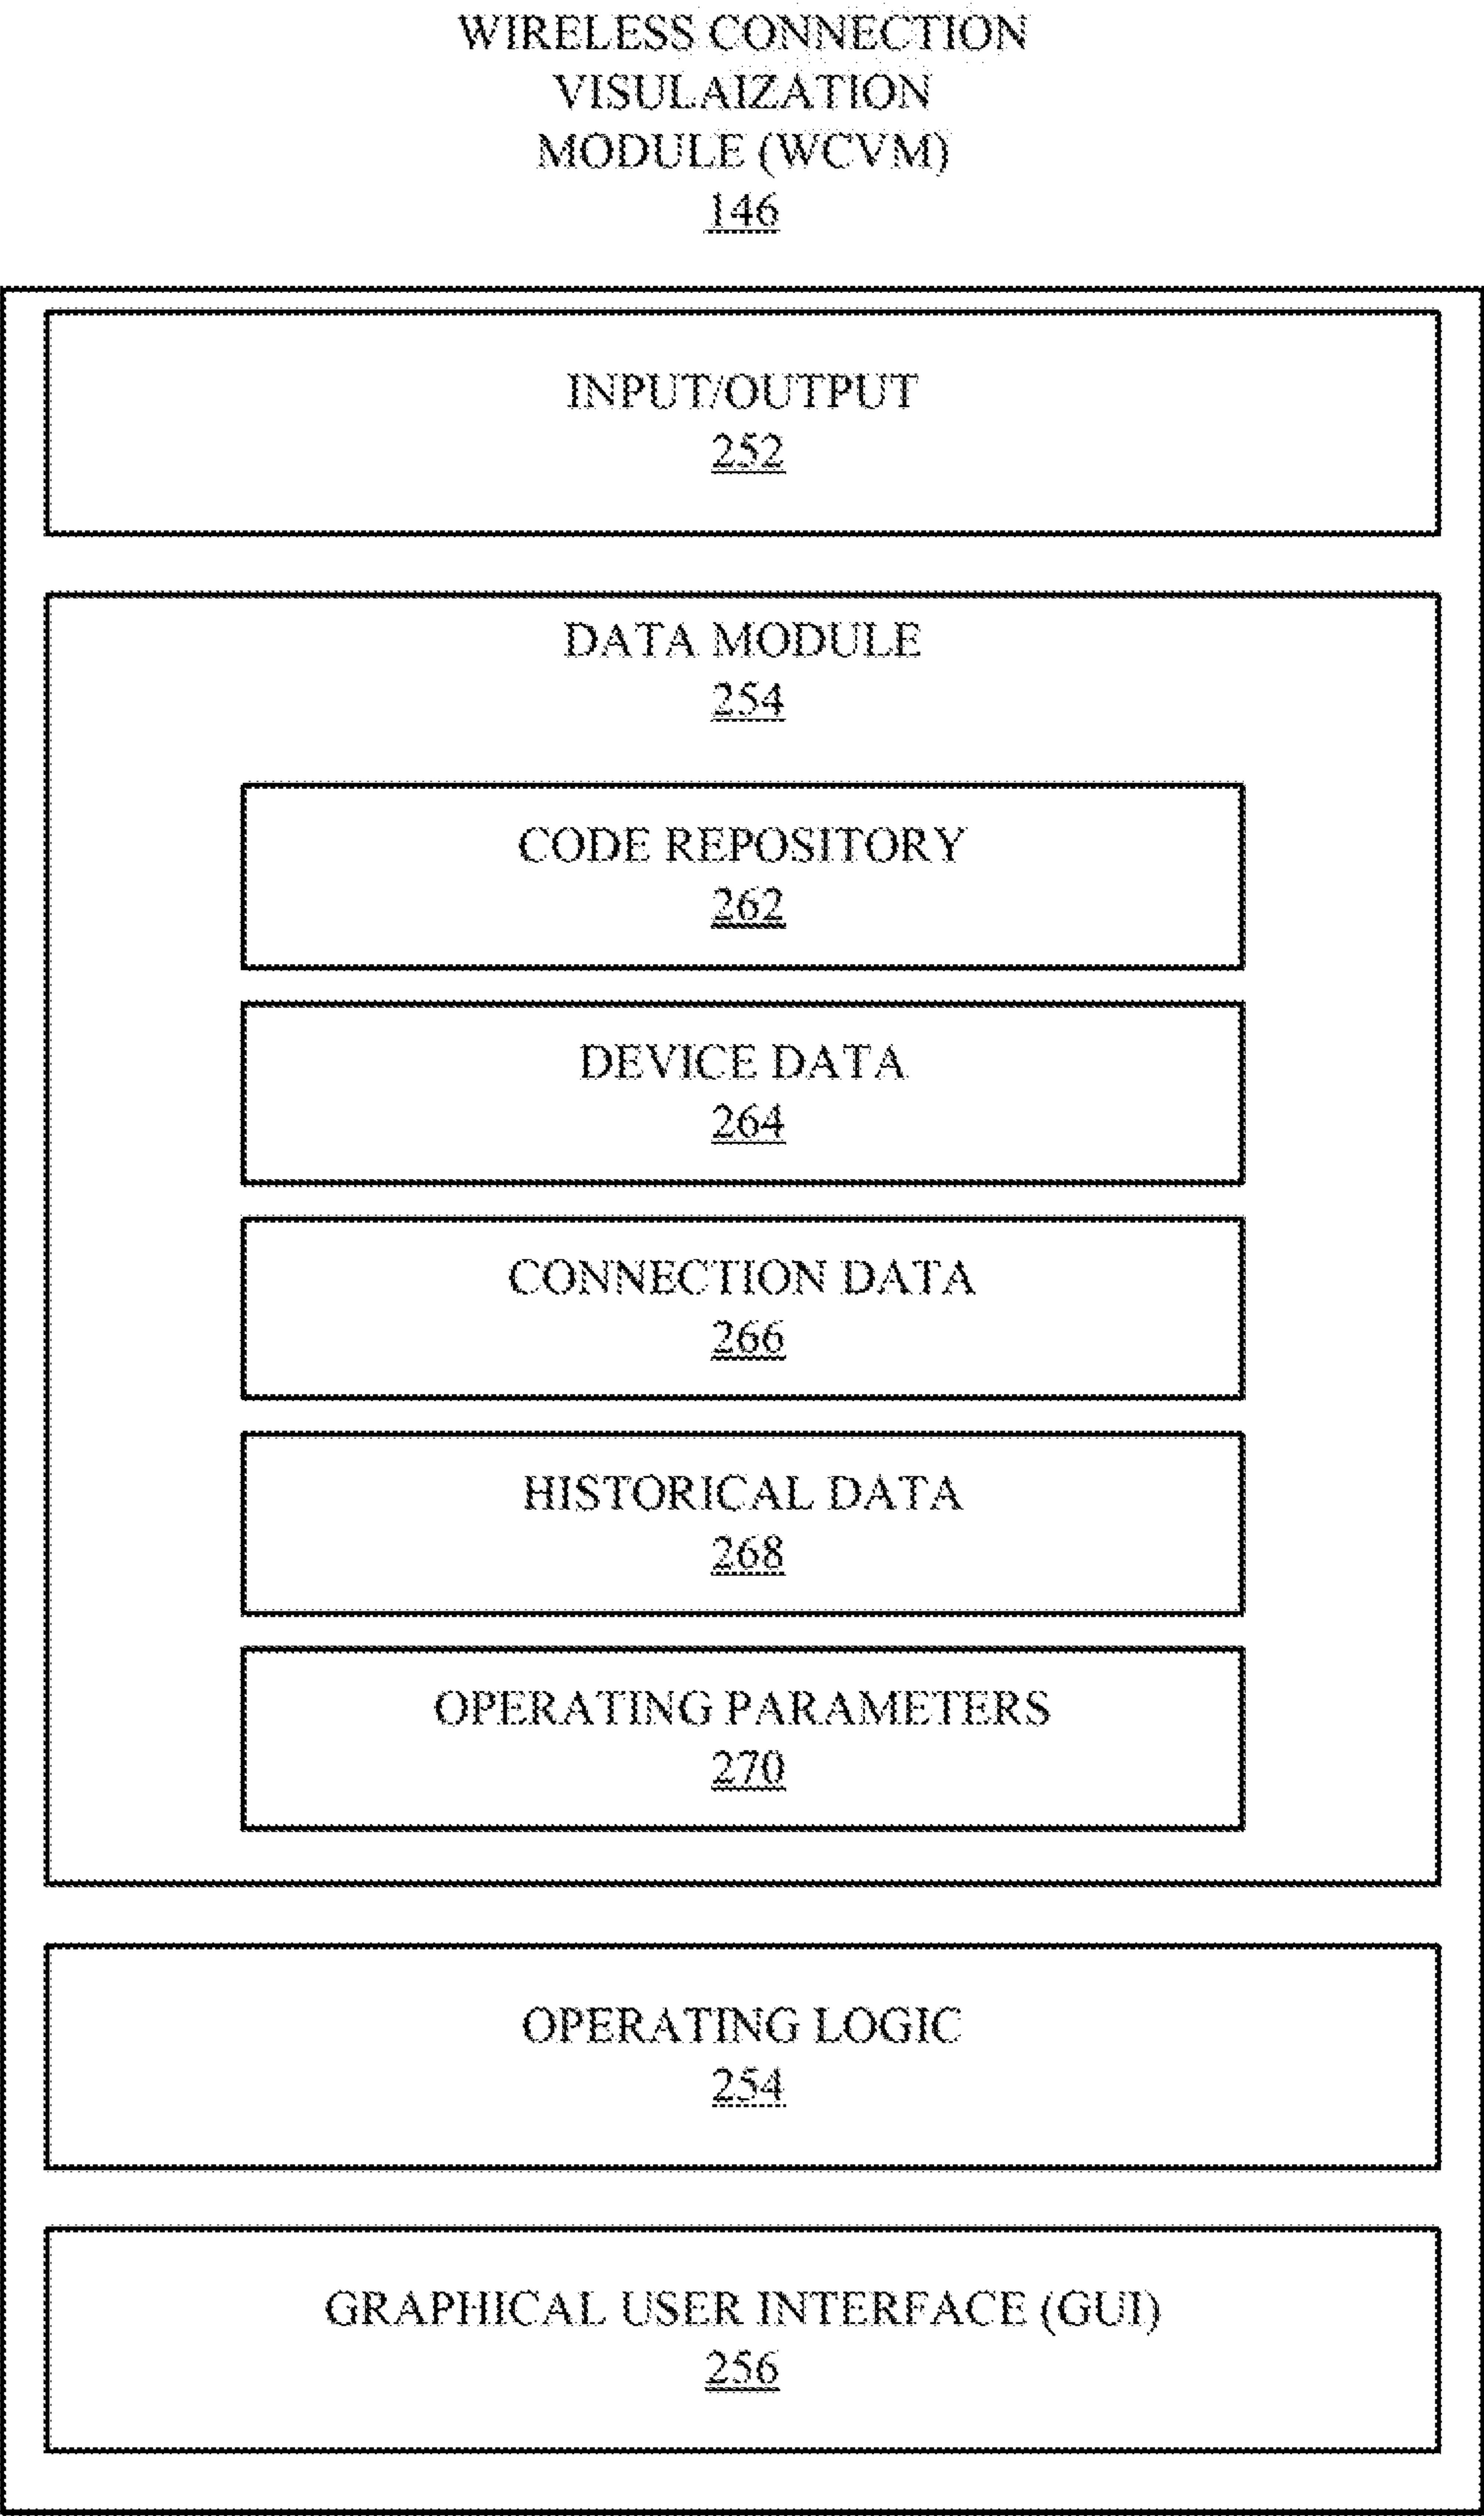 WIRELESS CONNECTION
VISULAIZATION
MODULE (WCVM)
146
INPUT/OUTPUT
252
DATA MODULE
254
CODE REPOSITORY
262
DEVICE DATA
264
CONNECTION DATA
266
HISTORICAL DATA
268
OPERATING PARAMETERS
270
OPERATING LOGIC
254
GRAPHICAL USER INTERFACE (GUI)
256